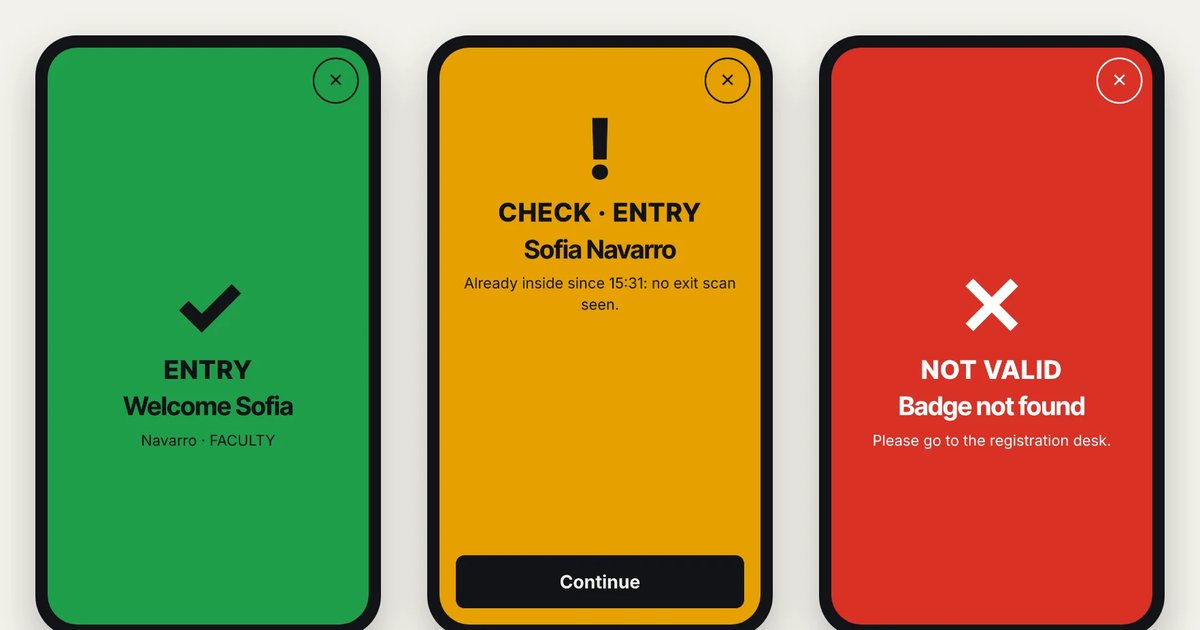 ENTRY
Welcome Sofia
Navarro · FACULTY
!
CHECK · ENTRY
Sofia Navarro
Already inside since 15:31: no exit scan
seen.
Continue
NOT VALID
Badge not found
Please go to the registration desk.